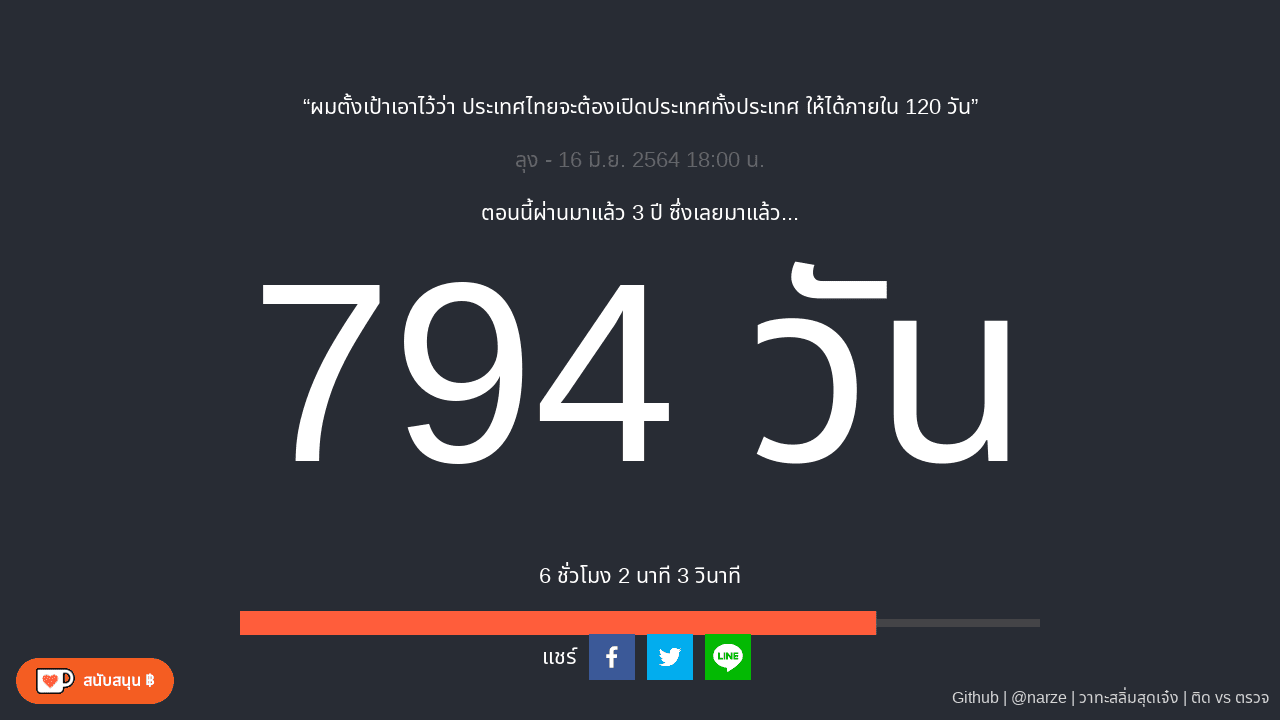 “ผมตั้งเป้าเอาไว้ว่า ประเทศไทยจะต้องเปิดประเทศทั้งประเทศ ให้ได้ภายใน 120 วัน”
ลุง - 16 มิ.ย. 2564 18:00 น.
ตอนนี้ผ่านมาแล้ว 3 ปี ซึ่งเลยมาแล้ว...
794 วัน
6 ชั่วโมง 2 นาที 3 วินาที
แชร์
LINE
สนับสนุน ฿
Github | @narze | วาทะสลิ่มสุดเจ๋ง | ติด vs ตรวจ